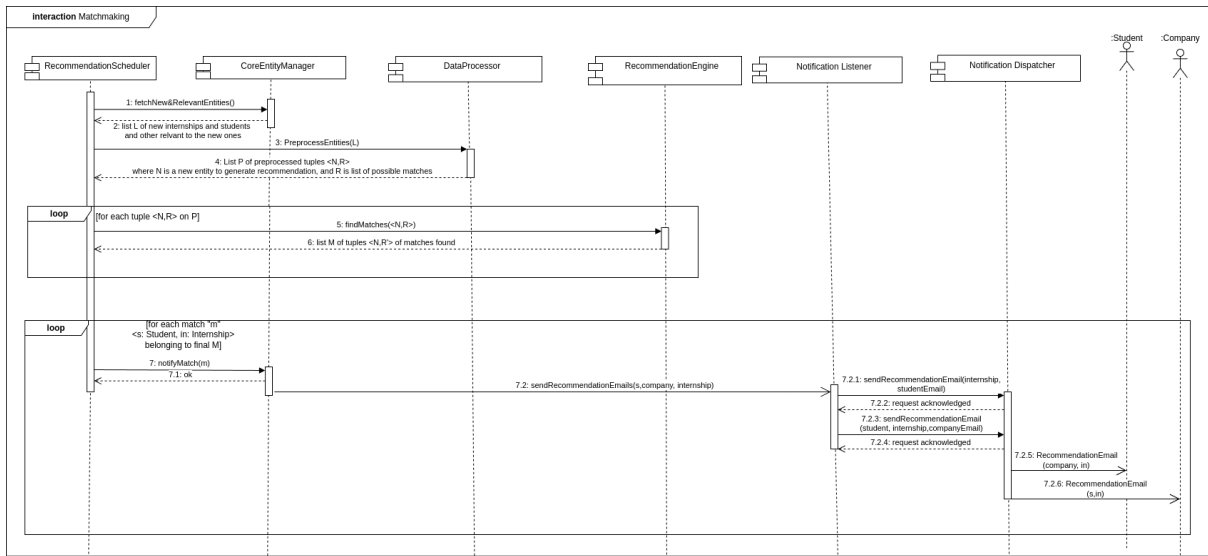 interaction Matchmaking
:Student
:Company
RecommendationScheduler
CoreEntityManager
DataProcessor
RecommendationEngine
Notification Listener
Notification Dispatcher
1: fetchNew&RelevantEntities()
2: list L of new internships and students
and other relvant to the new ones
3: PreprocessEntities(L)
4: List P of preprocessed tuples <N,R>
where N is a new entity to generate recommendation, and R is list of possible matches
loop
[for each tuple <N,R> on P]
5: findMatches(<N,R>)
6: list M of tuples <N,R'> of matches found
loop
[for each match "m"
<s: Student, in: Internship>
belonging to final M]
7: notifyMatch(m)
7.1: ok
7.2: sendRecommendationEmails(s,company, internship)
7.2.1: sendRecommendationEmail(internship,
studentEmail)
7.2.2: request acknowledged
7.2.3: sendRecommendationEmail
(student, internship,companyEmail)
7.2.4: request acknowledged
7.2.5: RecommendationEmail
(company, in)
7.2.6: RecommendationEmail
(s,in)